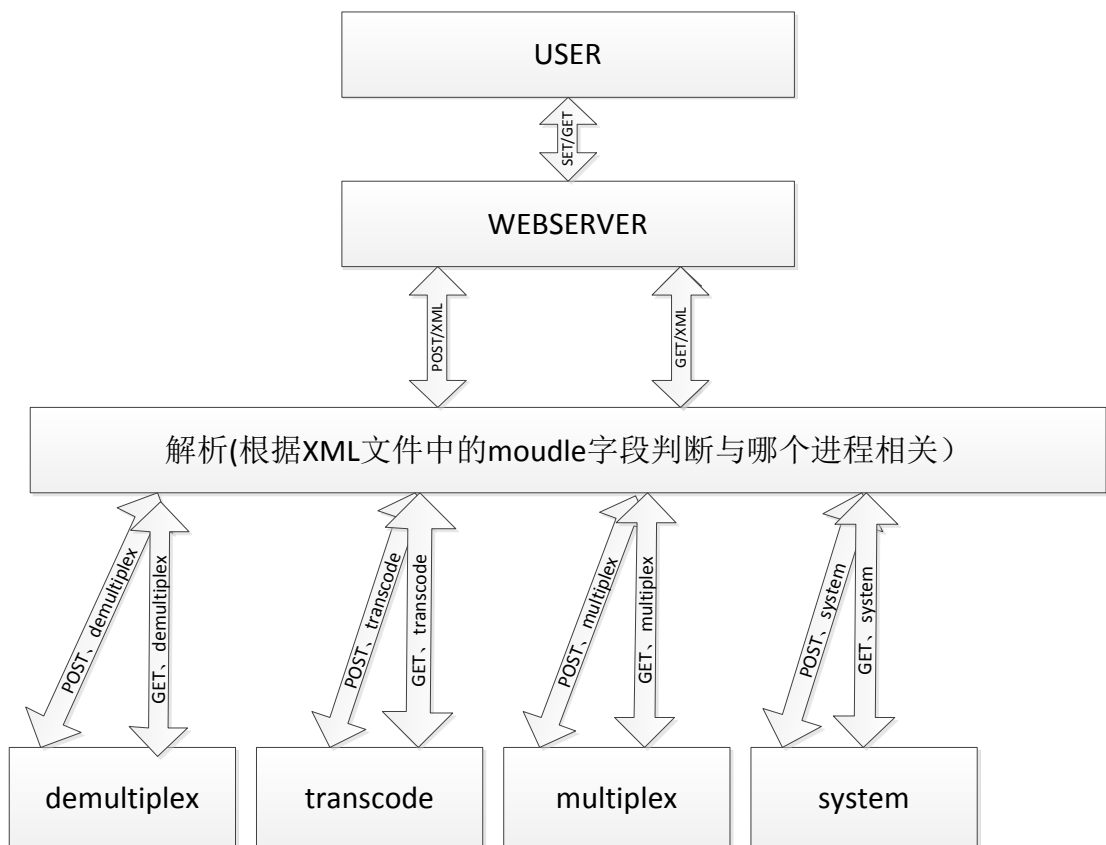 USER
SET/GET
WEBSERVER
POST/XML
GET/XML
解析(根据XML文件中的moudle字段判断与哪个进程相关）
POST、demultiplex
GET、demultiplex
POST、transcode
GET、transcode
POST、multiplex
GET、multiplex
POST、system
GET、system
demultiplex
transcode
multiplex
system